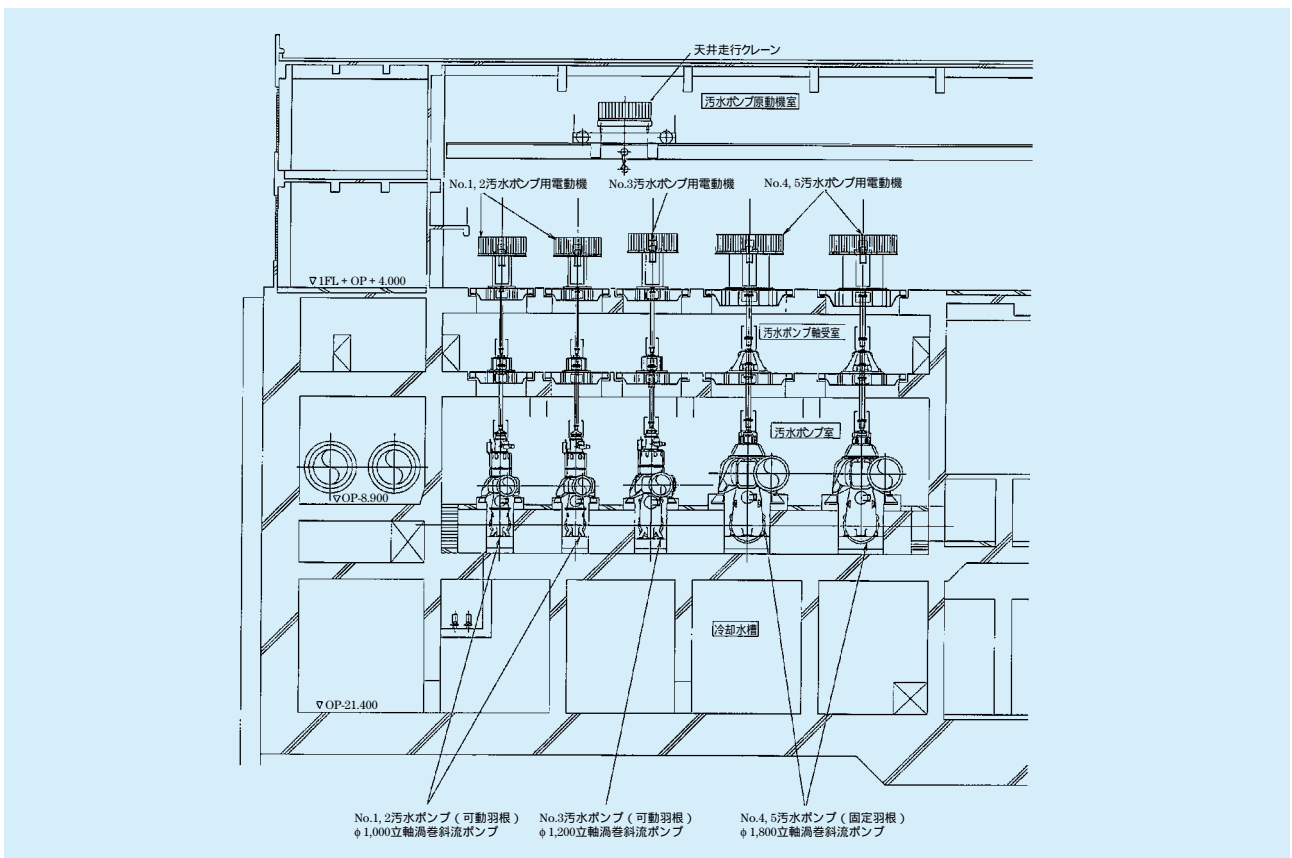 天井走行クレーン
汚水ポンプ原動機室
No.1, 2汚水ポンプ用電動機
No.3汚水ポンプ用電動機
No.4, 5汚水ポンプ用電動機
▽1FL + OP + 4.000
汚水ポンプ軸受室
汚水ポンプ室
▽OP-8.900
冷却水槽
▽OP-21.400
No.1, 2汚水ポンプ(可動羽根)
φ1,000立軸渦巻斜流ポンプ
No.3汚水ポンプ(可動羽根)
φ1,200立軸渦巻斜流ポンプ
No.4, 5汚水ポンプ(固定羽根)
φ1,800立軸渦巻斜流ポンプ